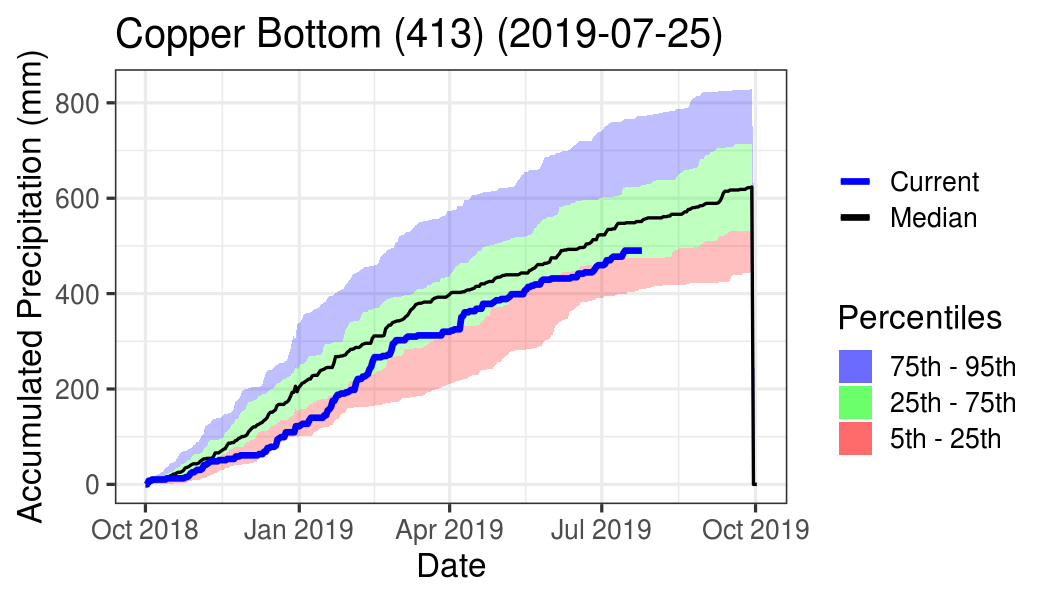 Copper Bottom (413) (2019-07-25)
Accumulated Precipitation (mm)
800
600
400
200
0
Oct 2018
Jan 2019
Apr 2019
Jul 2019
Oct 2019
Date
Current
Median
Percentiles
75th - 95th
25th - 75th
5th - 25th